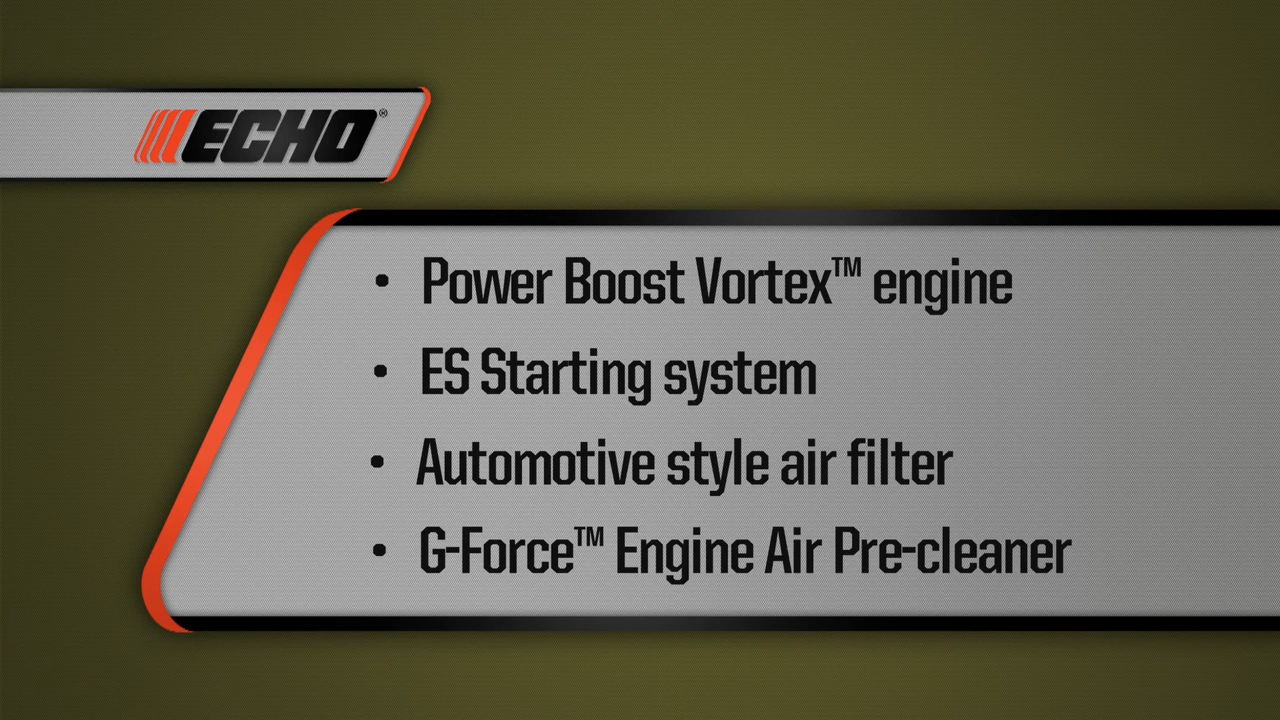 ECHO®
• Power Boost Vortex™ engine
• ES Starting system
• Automotive style air filter
• G-Force™ Engine Air Pre-cleaner